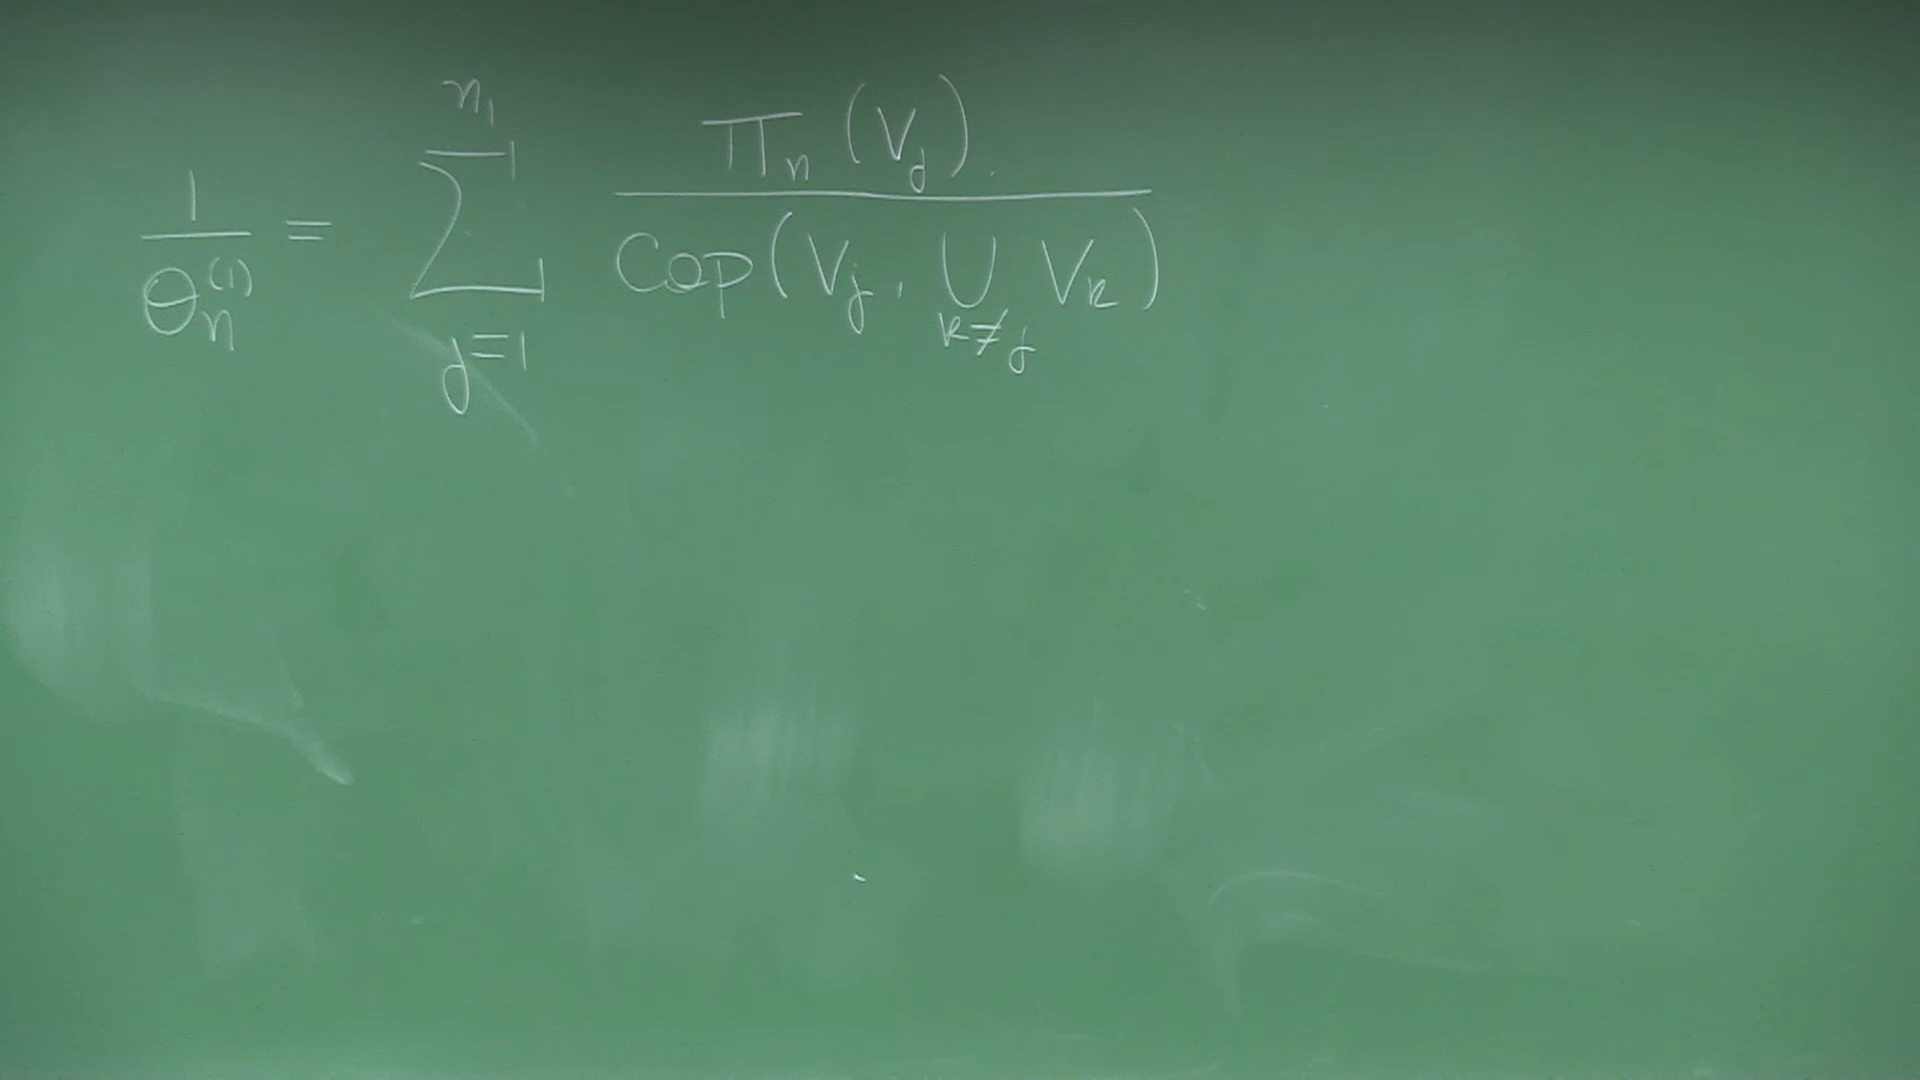 1/θ_n^(1) = Σ_{j=1}^{n_1} π_n(V_j) / Cap(V_j, ∪_{k≠j} V_k)